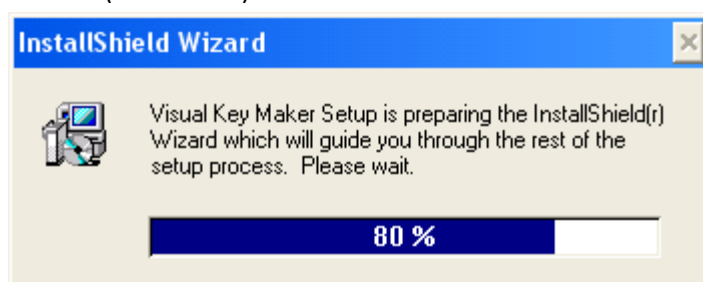 InstallShield Wizard
Visual Key Maker Setup is preparing the InstallShield(r)
Wizard which will guide you through the rest of the
setup process.  Please wait.
80 %